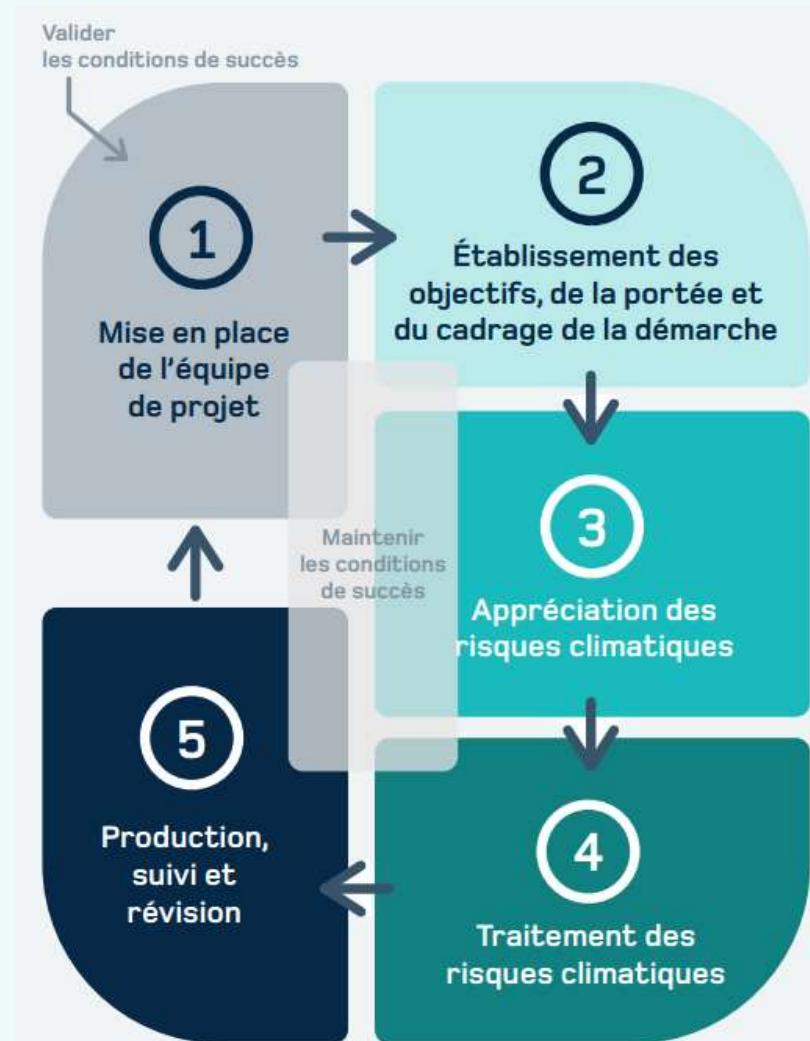 Valider
les conditions de succès
1
Mise en place
de l'équipe
de projet
2
Établissement des
objectifs, de la portée et
du cadrage de la démarche
3
Appréciation des
risques climatiques
Maintenir
les conditions
de succès
4
Traitement des
risques climatiques
5
Production,
suivi et
révision